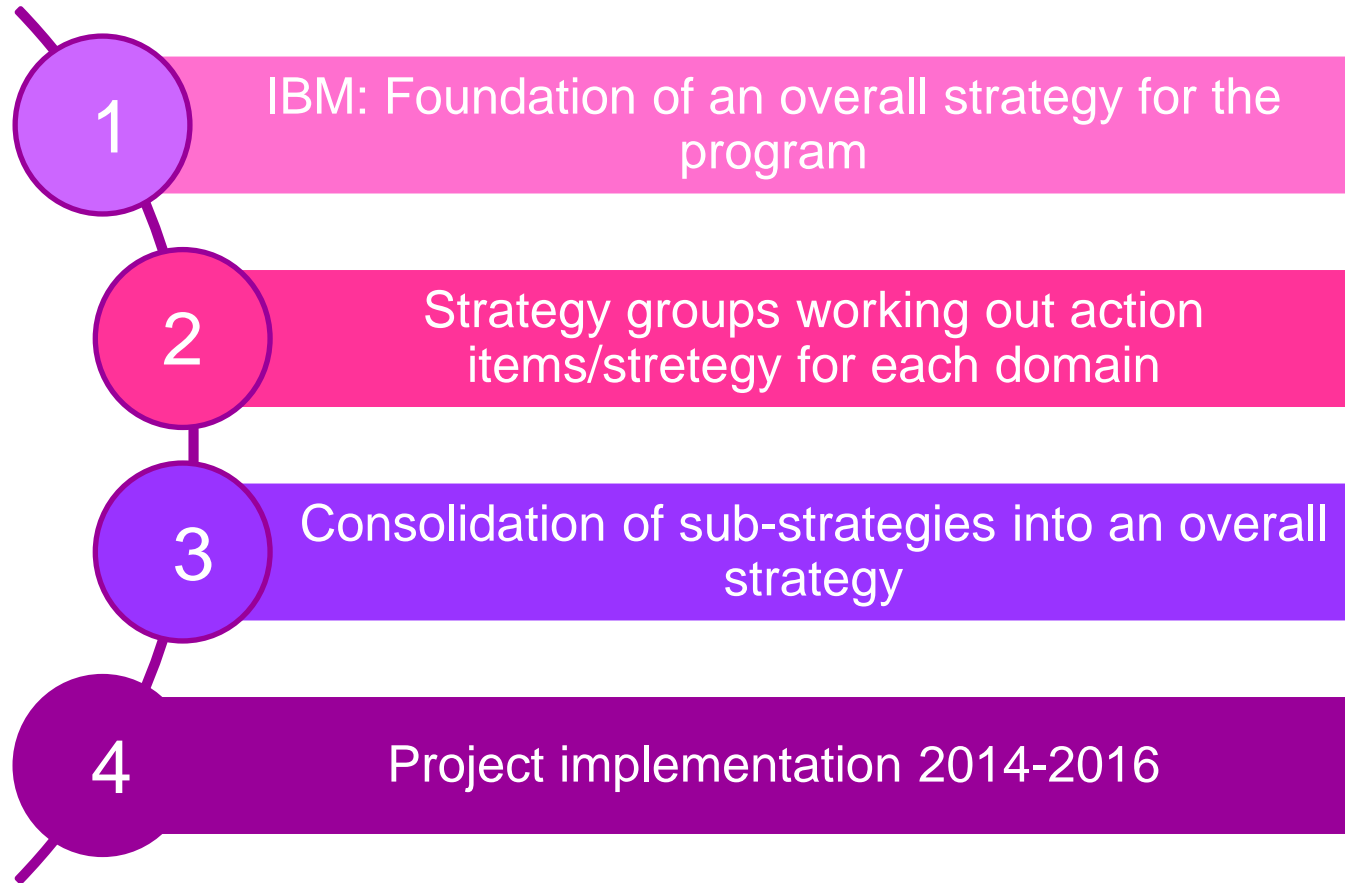 1
IBM: Foundation of an overall strategy for the
program
2
Strategy groups working out action
items/stretegy for each domain
3
Consolidation of sub-strategies into an overall
strategy
4
Project implementation 2014-2016